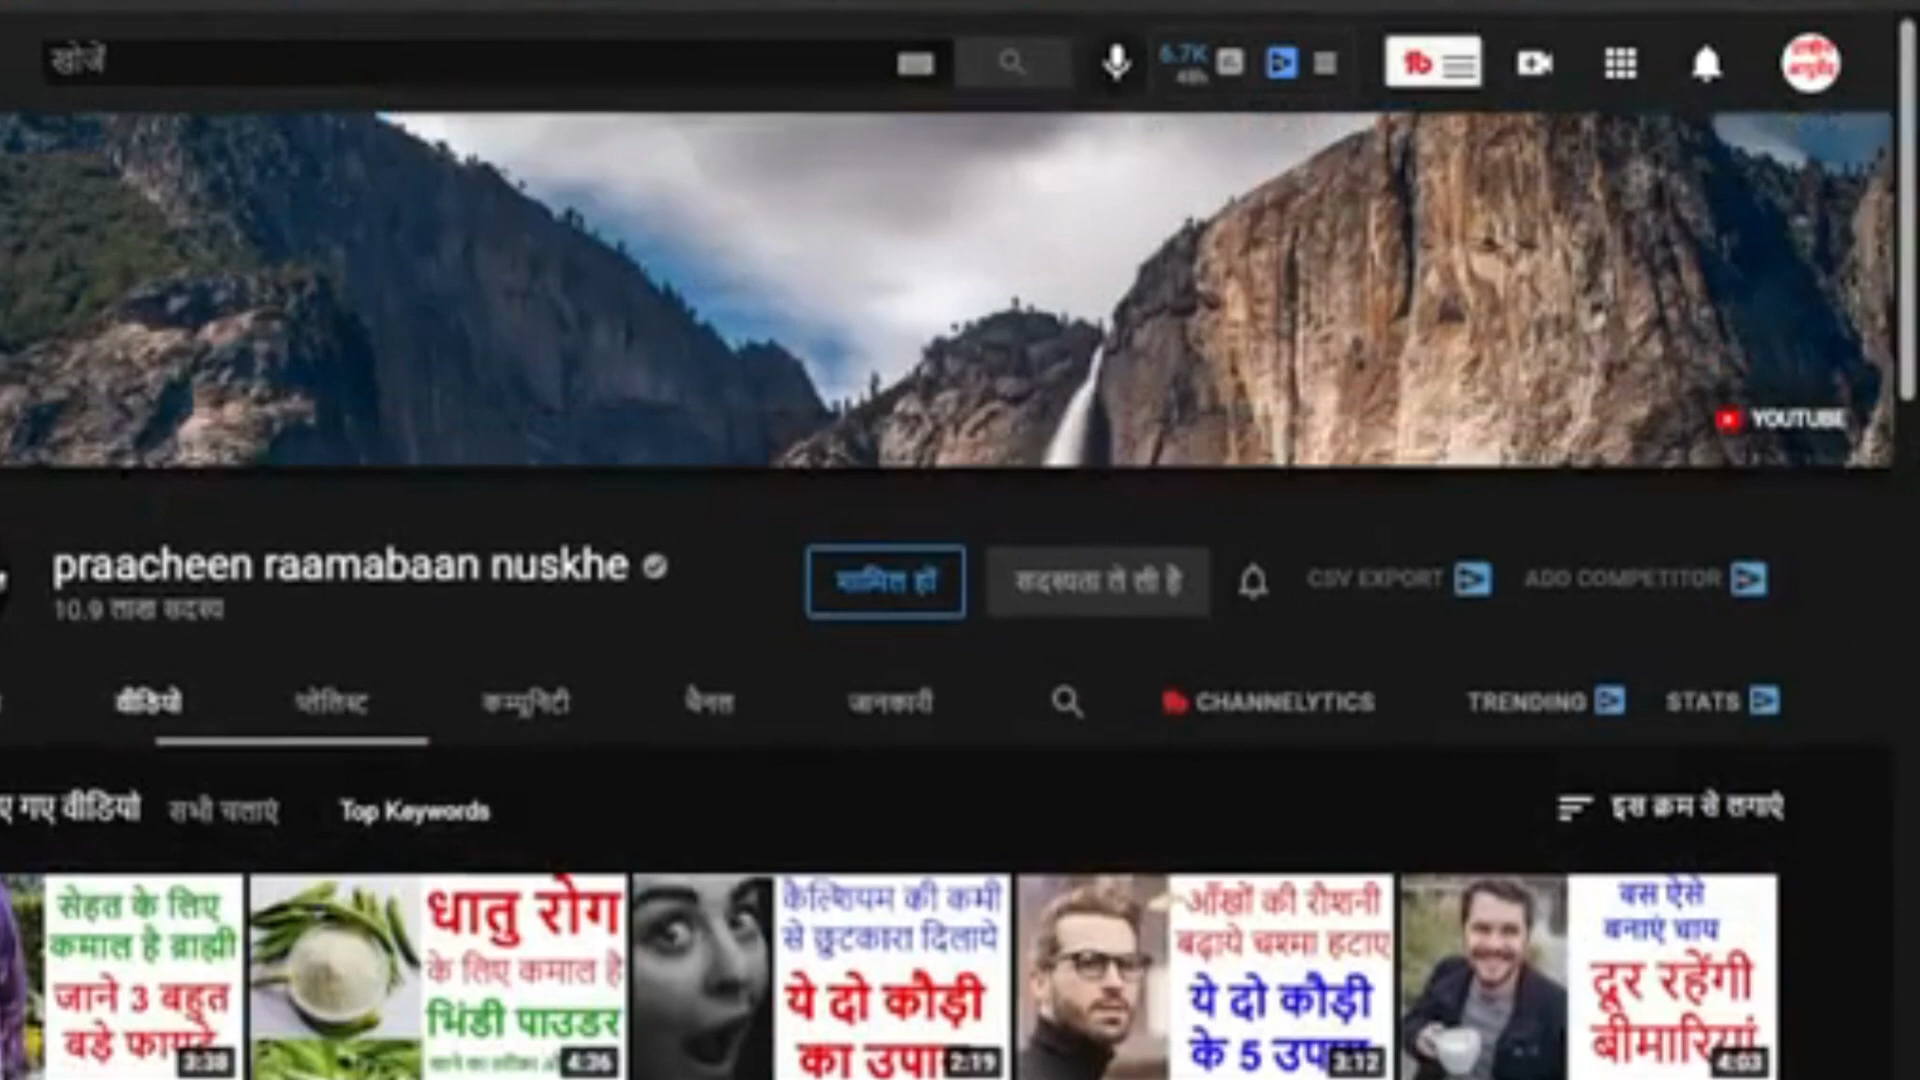 खोजें
6.7K
48h
YOUTUBE
praacheen raamabaan nuskhe
10.9 लाख सदस्य
शामिल हों
सदस्यता ले ली है
CSV EXPORT
ADD COMPETITOR
वीडियो
प्लेलिस्ट
कम्यूनिटी
चैनल
जानकारी
CHANNELYTICS
TRENDING
STATS
ए गए वीडियो
सभी चलाएं
Top Keywords
इस क्रम से लगाएं
सेहत के लिए
कमाल है ब्राह्मी
जाने 3 बहुत
बड़े फायदे
3:38
धातु रोग
के लिए कमाल है
भिंडी पाउडर
4:36
कैल्शियम की कमी
से छुटकारा दिलाये
ये दो कौड़ी
का उपा
2:19
आँखों की रौशनी
बढ़ाये चश्मा हटाए
ये दो कौड़ी
के 5 उप
3:12
बस ऐसे
बनाएं चाय
दूर रहेंगी
बीमारियां
4:03